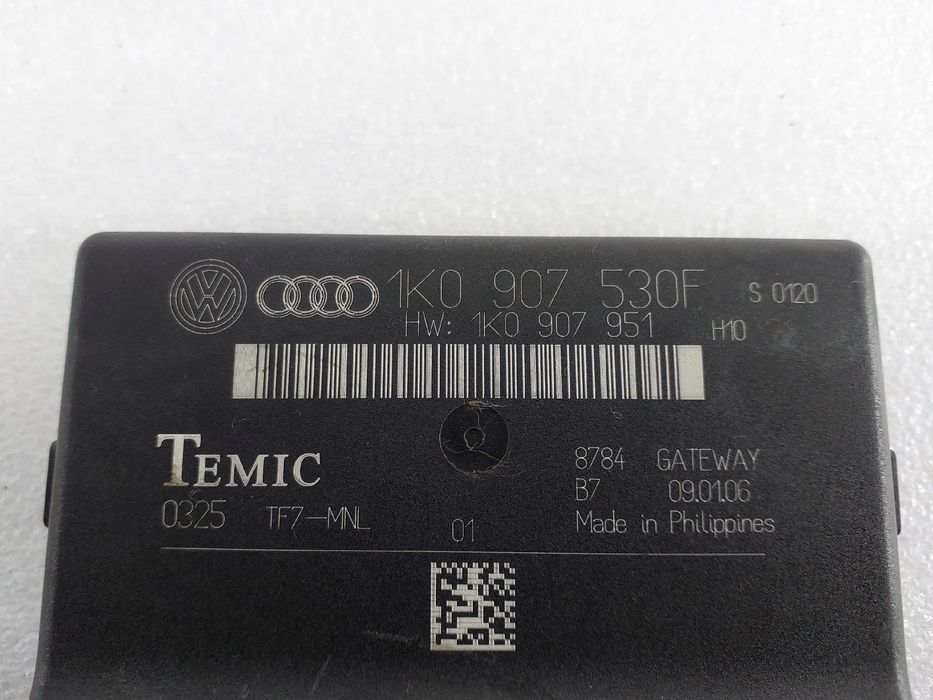 1K0 907 530F S 0120
HW: 1K0 907 951 H10
TEMIC
0325 TF7-MNL
01
8784 GATEWAY
B7 09.01.06
Made in Philippines